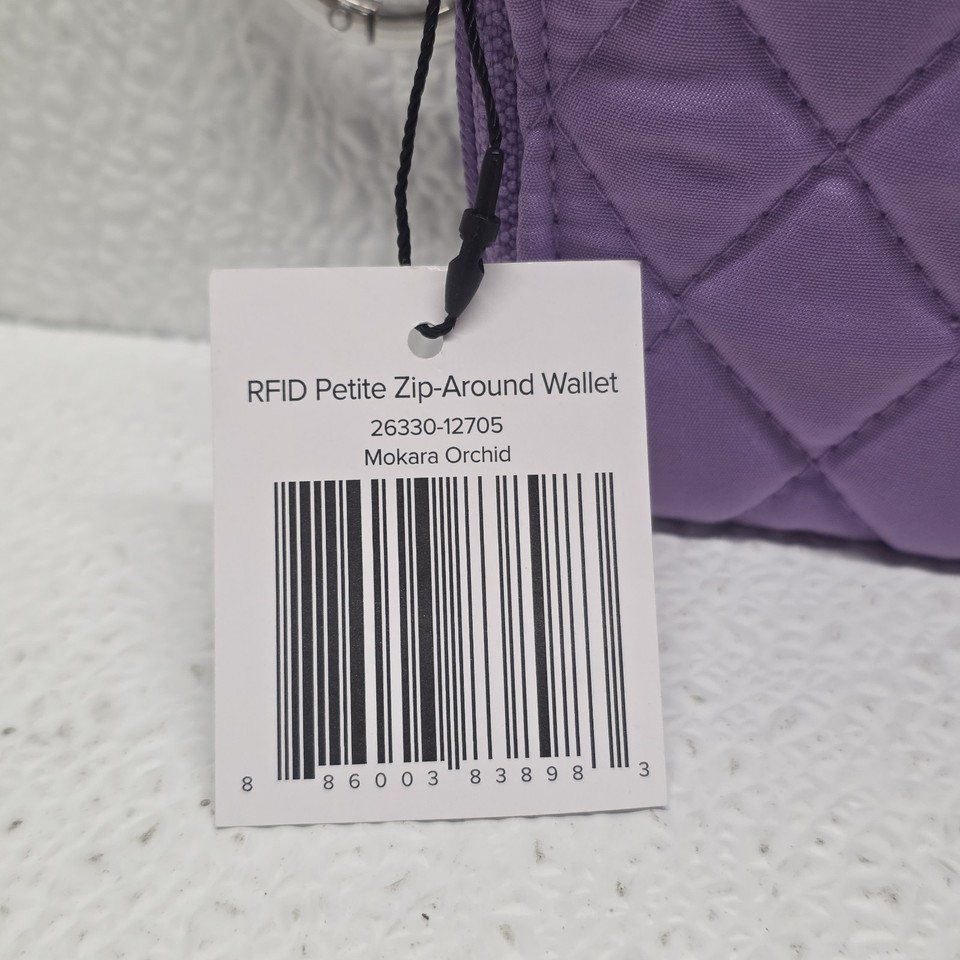 RFID Petite Zip-Around Wallet
26330-12705
Mokara Orchid
8 86003 83898 3